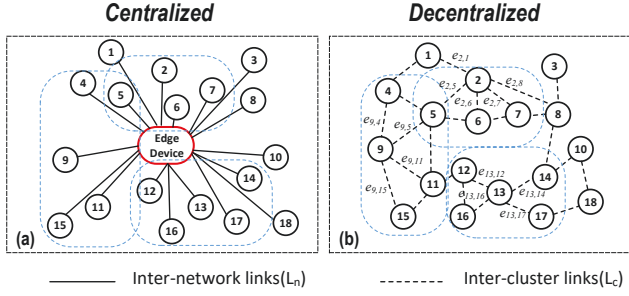 Centralized
Decentralized
1
2
3
4
5
6
7
8
Edge
Device
9
10
11
12
13
14
15
16
17
18
(a)
1
2
3
4
5
6
7
8
9
10
11
12
13
14
15
16
17
18
e2,1
e2,5
e2,8
e2,6
e2,7
e9,4
e9,5
e9,11
e9,15
e13,12
e13,16
e13,14
e13,17
(b)
Inter-network links(Ln)
Inter-cluster links(Lc)